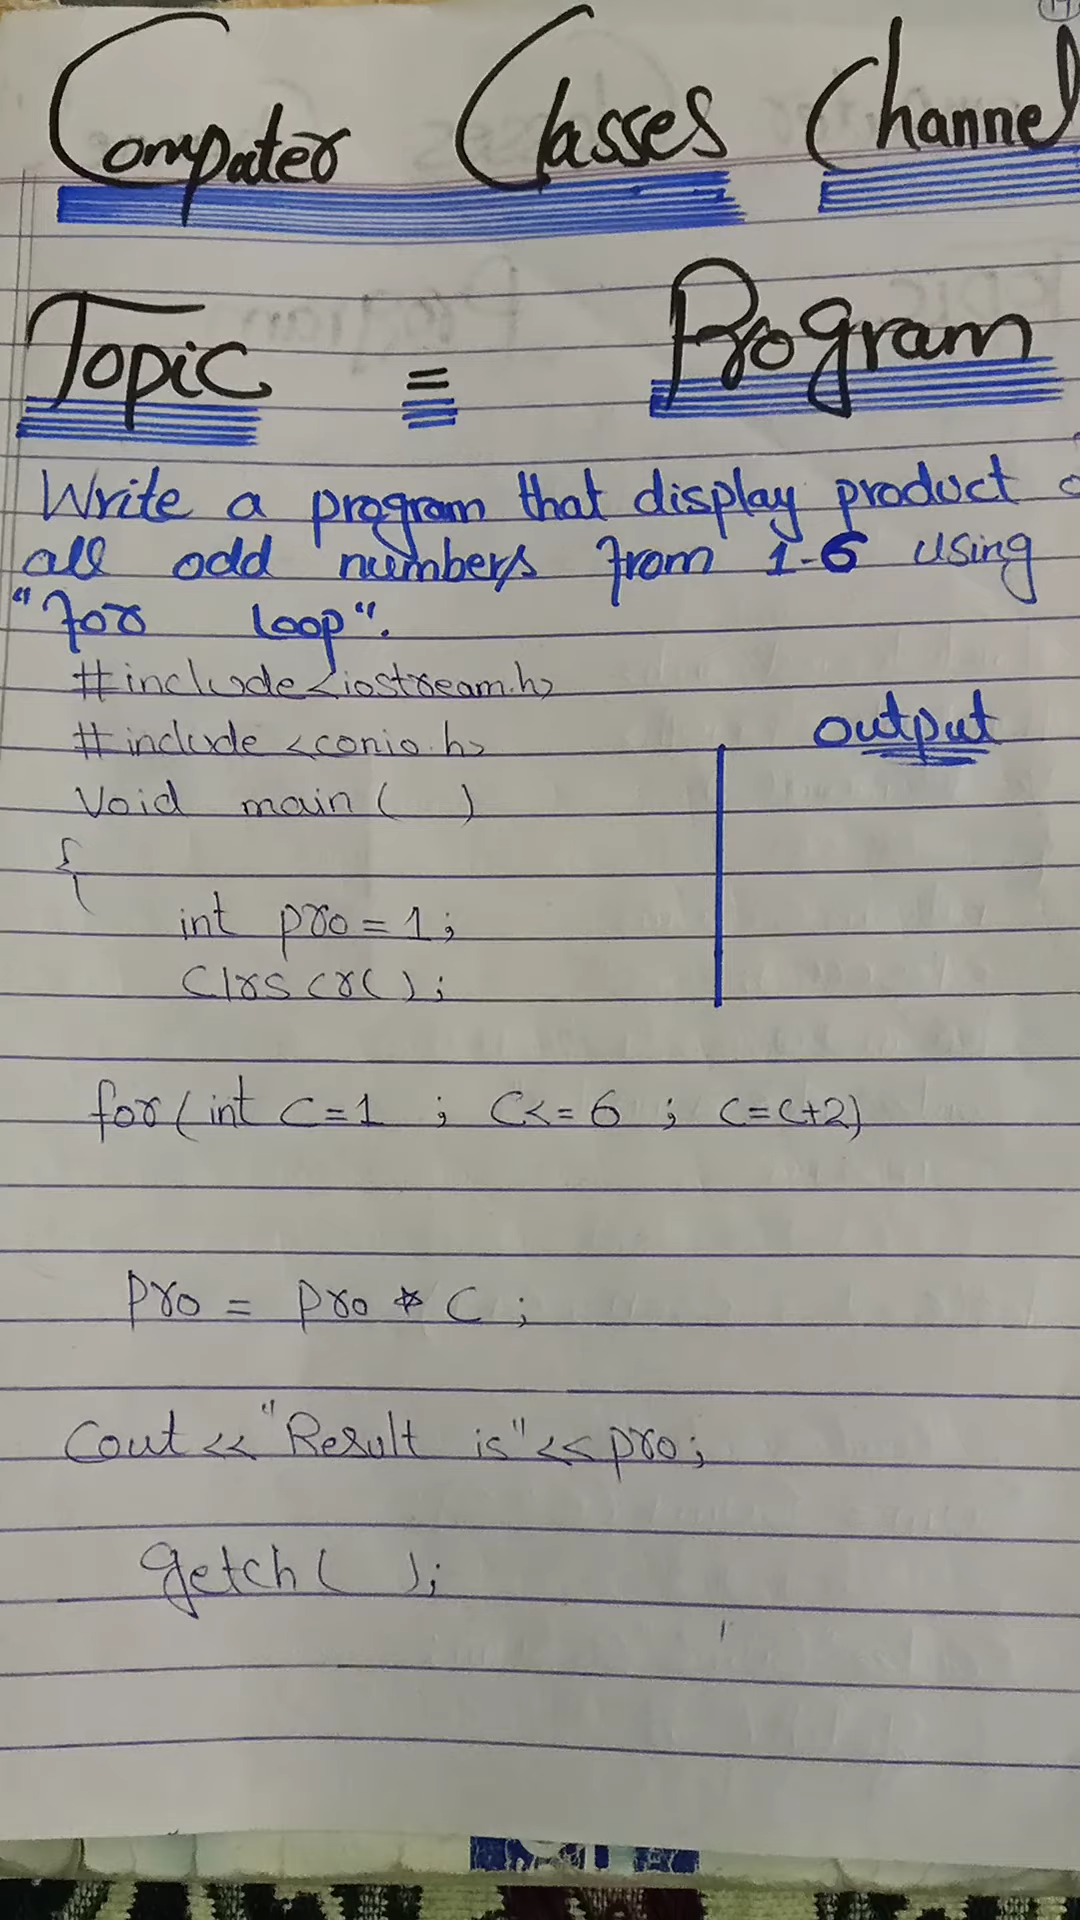 Computer Classes Channel
Topic = Program
Write a program that display product
all odd numbers from 1-6 using
"for loop".
#include<iostream.h>
#include <conio.h>
output
Void main( )
{
int pro = 1;
Clrscr();
for(int C=1 ; C<=6 ; C=C+2)
pro = pro * C ;
Cout<<"Result is"<<pro;
getch( );